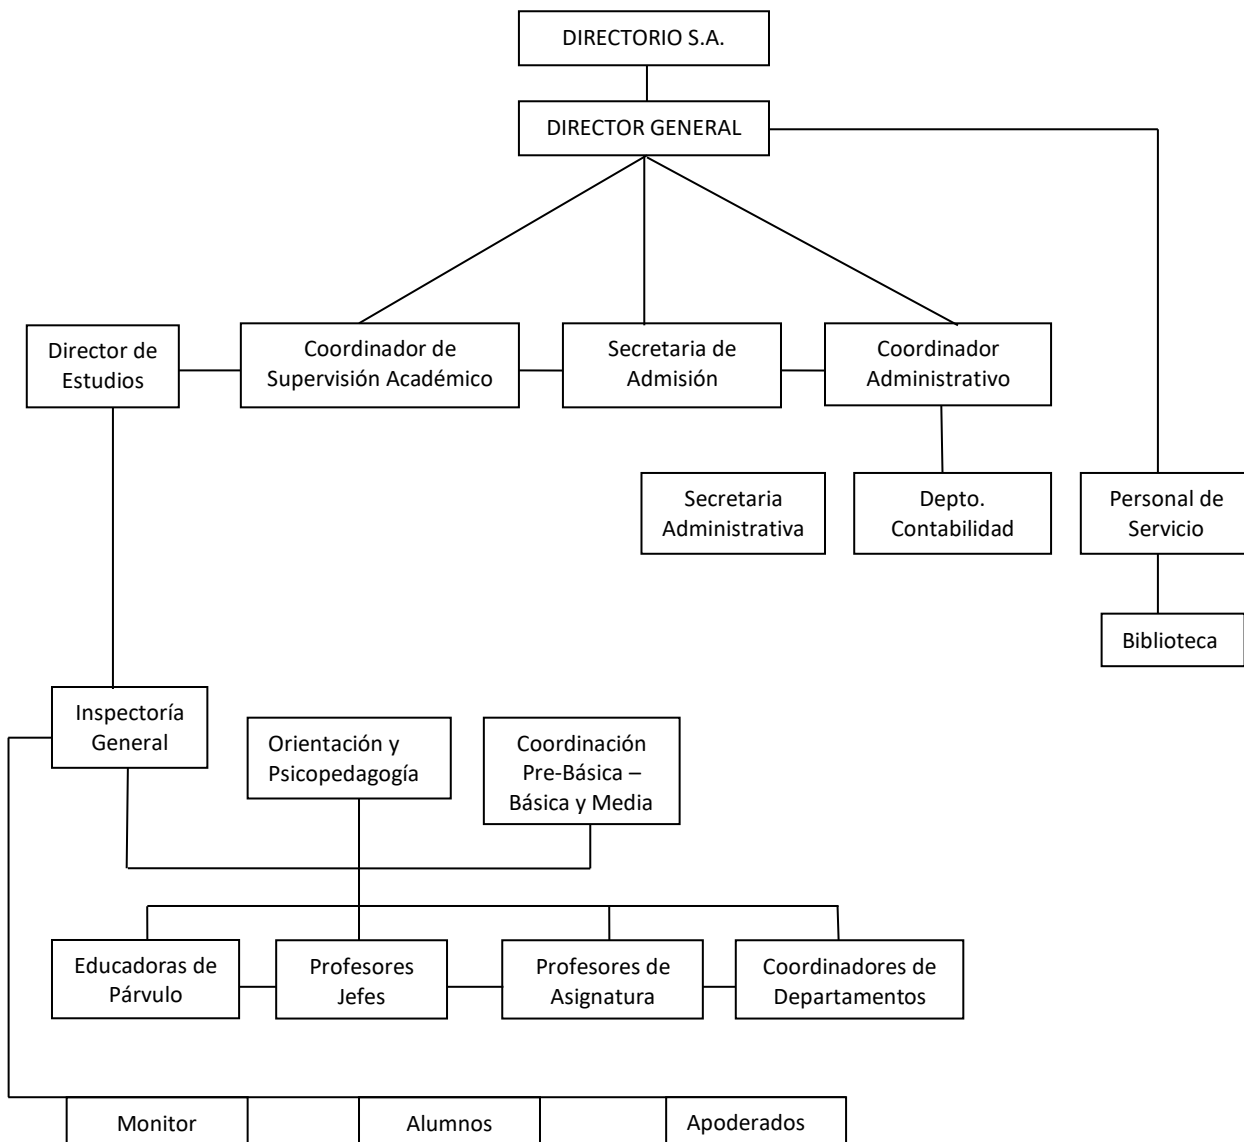 DIRECTORIO S.A.
DIRECTOR GENERAL
Director de
Estudios
Coordinador de
Supervisión Académico
Secretaria de
Admisión
Coordinador
Administrativo
Secretaria
Administrativa
Depto.
Contabilidad
Personal de
Servicio
Biblioteca
Inspectoría
General
Orientación y
Psicopedagogía
Coordinación
Pre-Básica –
Básica y Media
Educadoras de
Párvulo
Profesores
Jefes
Profesores de
Asignatura
Coordinadores de
Departamentos
Monitor
Alumnos
Apoderados